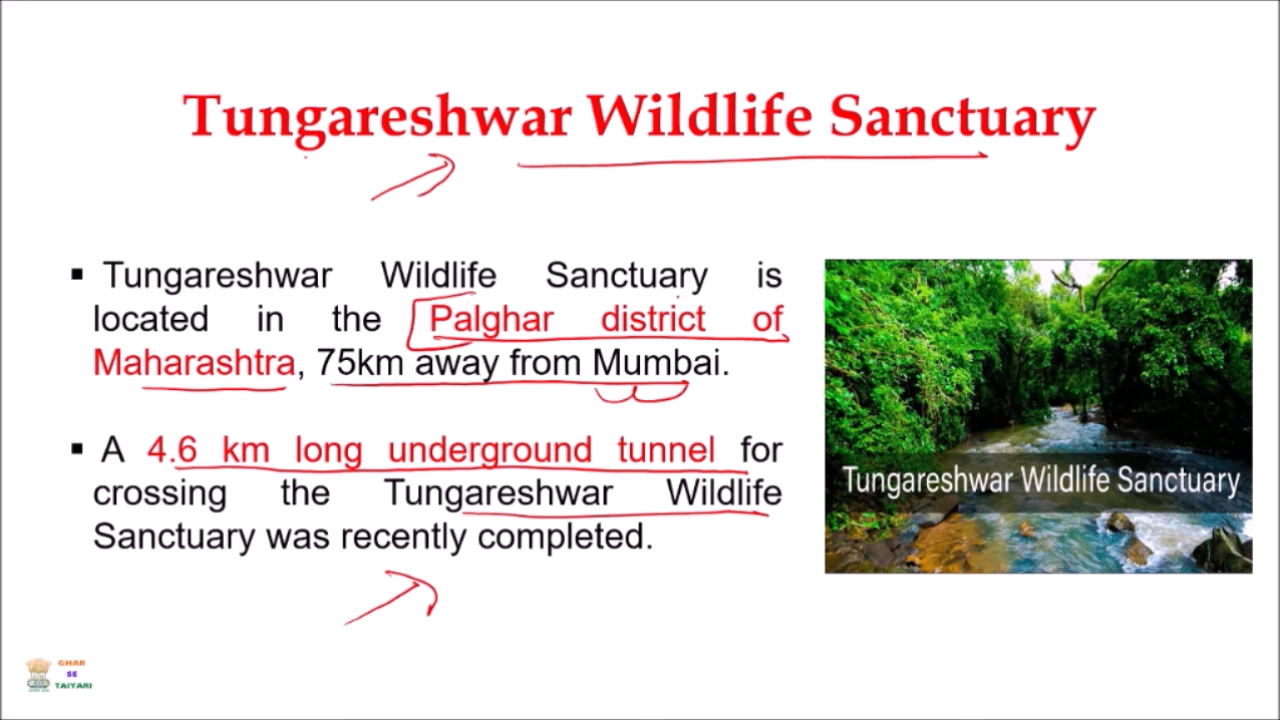 Tungareshwar Wildlife Sanctuary
▪ Tungareshwar Wildlife Sanctuary is
located in the Palghar district of
Maharashtra, 75km away from Mumbai.
▪ A 4.6 km long underground tunnel for
crossing the Tungareshwar Wildlife
Sanctuary was recently completed.
Tungareshwar Wildlife Sanctuary
GHAR
SE
TAIYARI